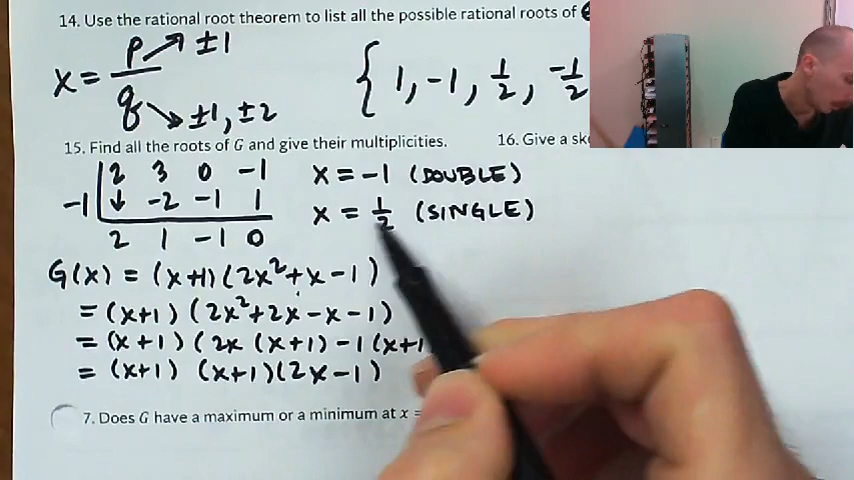 14. Use the rational root theorem to list all the possible rational roots of
x = p/q
p → ±1
q → ±1, ±2
{ 1, -1, 1/2, -1/2
15. Find all the roots of G and give their multiplicities.
16. Give a ske
-1 | 2 3 0 -1
↓ -2 -1 1
2 1 -1 0
x = -1 (DOUBLE)
x = 1/2 (SINGLE)
G(x) = (x+1)(2x²+x-1)
= (x+1)(2x²+2x-x-1)
= (x+1)(2x(x+1)-1(x+1
= (x+1)(x+1)(2x-1)
7. Does G have a maximum or a minimum at x =